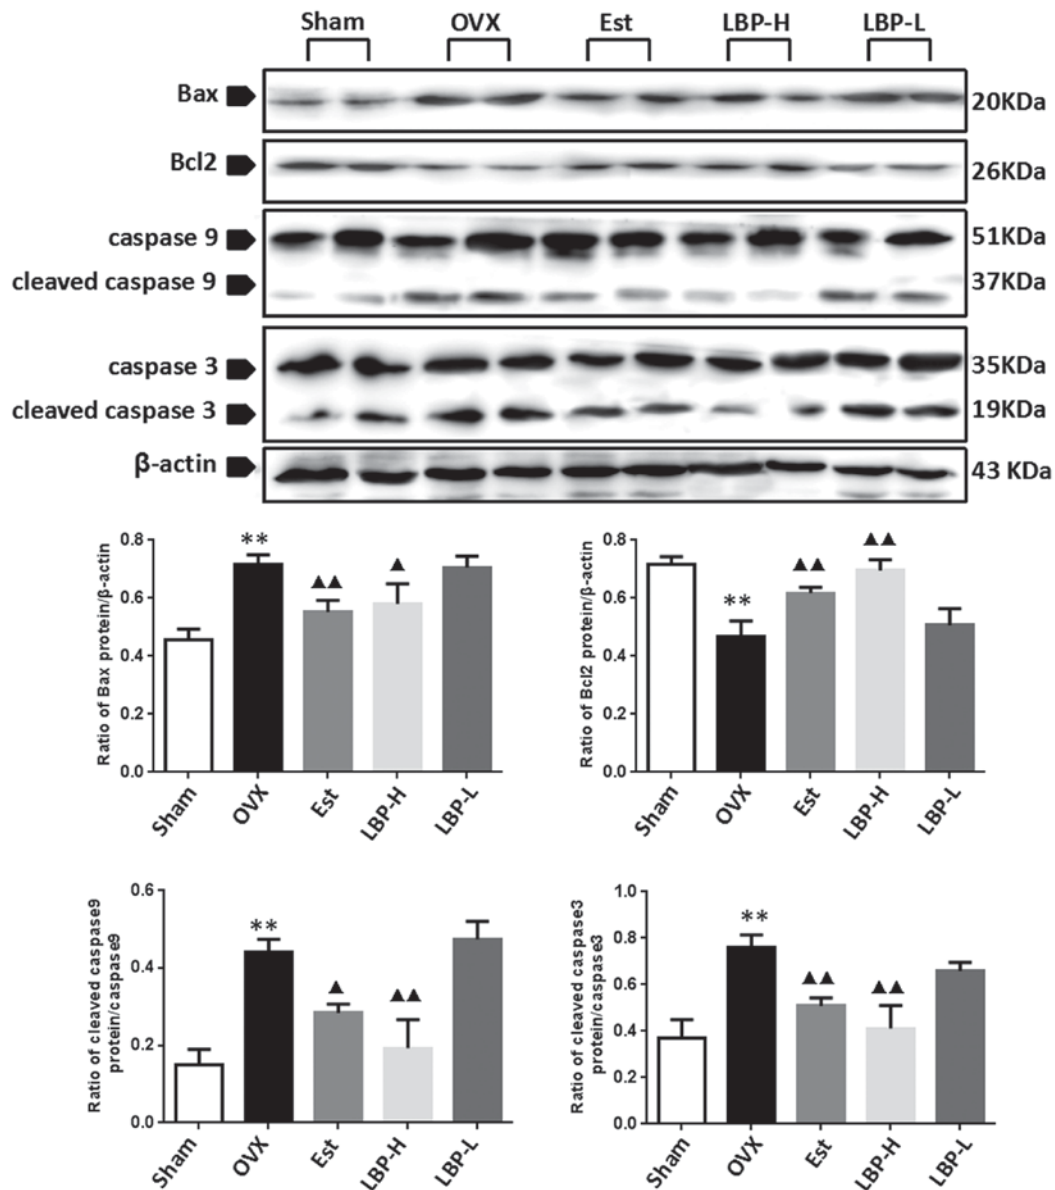 Sham OVX Est LBP-H LBP-L
Bax 20KDa
Bcl2 26KDa
caspase 9 51KDa
cleaved caspase 9 37KDa
caspase 3 35KDa
cleaved caspase 3 19KDa
β-actin 43 KDa
Ratio of Bax protein/β-actin
0.8
0.6
0.4
0.2
0.0
**
▲▲
▲
Sham OVX Est LBP-H LBP-L
Ratio of Bcl2 protein/β-actin
0.8
0.6
0.4
0.2
0.0
**
▲▲
▲▲
Sham OVX Est LBP-H LBP-L
Ratio of cleaved caspase9
protein/caspase9
0.6
0.4
0.2
0.0
**
▲
▲▲
Sham OVX Est LBP-H LBP-L
Ratio of cleaved caspase3
protein/caspase3
1.0
0.8
0.6
0.4
0.2
0.0
**
▲▲
▲▲
Sham OVX Est LBP-H LBP-L